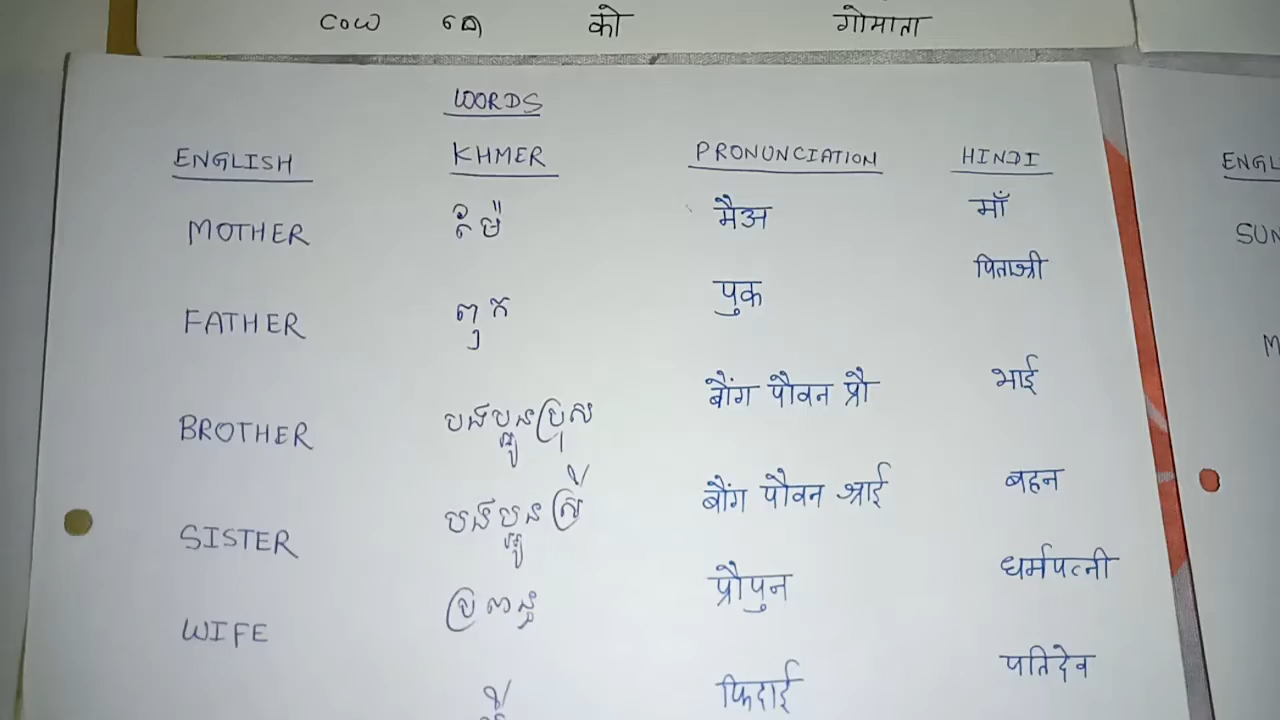 COW គោ को गोमाता
WORDS
ENGLISH KHMER PRONUNCIATION HINDI
MOTHER ម៉ែ मैअ माँ
FATHER ពុក पुक पिताश्री
BROTHER បងប្អូនប្រុស बौंग पौवन प्रौ भाई
SISTER បងប្អូនស្រី बौंग पौवन श्राई बहन
WIFE ប្រពន្ធ प्रौपुन धर्मपत्नी
फिदाई पतिदेव
ENGL
SUN
M